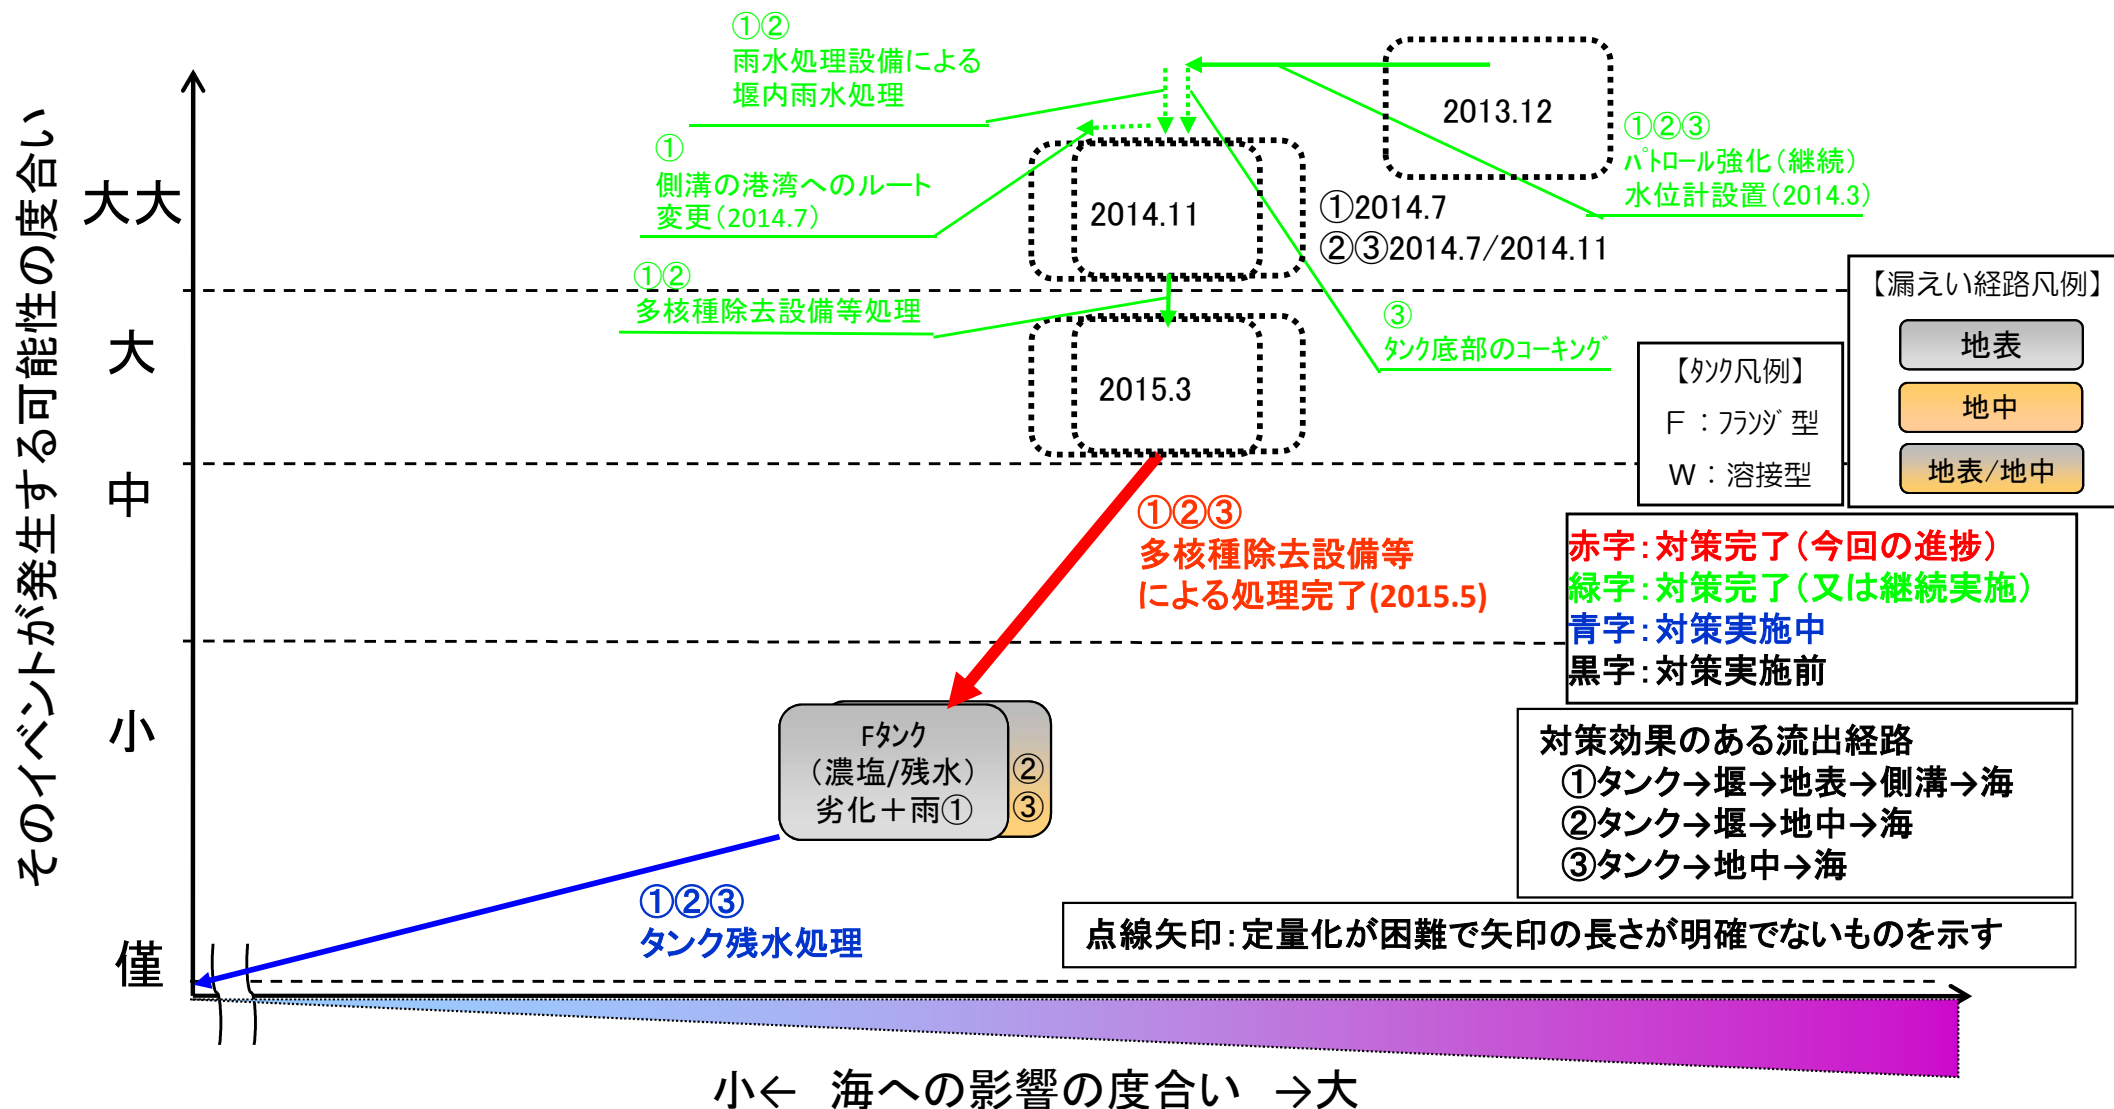 ①②
雨水処理設備による
堰内雨水処理
①
側溝の港湾へのルート
変更(2014.7)
①②
多核種除去設備等処理
2013.12
①②③
ﾊﾟﾄﾛｰﾙ強化(継続)
水位計設置(2014.3)
2014.11
①2014.7
②③2014.7/2014.11
③
ﾀﾝｸ底部のｺｰｷﾝｸﾞ
2015.3
そのイベントが発生する可能性の度合い
大大
大
中
小
僅
【漏えい経路凡例】
地表
地中
地表/地中
【ﾀﾝｸ凡例】
F:ﾌﾗﾝｼﾞ型
W:溶接型
①②③
多核種除去設備等
による処理完了(2015.5)
赤字:対策完了(今回の進捗)
緑字:対策完了(又は継続実施)
青字:対策実施中
黒字:対策実施前
Fﾀﾝｸ
(濃塩/残水)
劣化+雨①
②
③
対策効果のある流出経路
①タンク→堰→地表→側溝→海
②タンク→堰→地中→海
③タンク→地中→海
①②③
タンク残水処理
点線矢印:定量化が困難で矢印の長さが明確でないものを示す
小← 海への影響の度合い →大